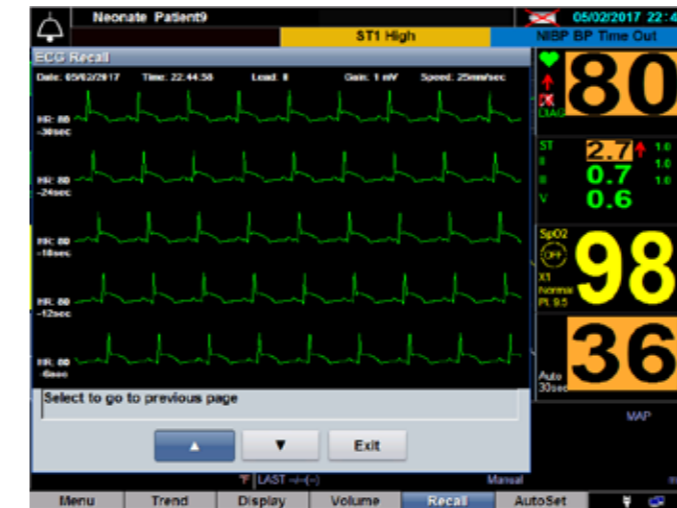 Neonate Patient9
05/02/2017 22:4
ST1 High
NIBP BP Time Out
ECG Recall
Date: 05/02/2017 Time: 22.44.58 Lead: II Gain: 1 mV Speed: 25mm/sec
HR: 80
-30sec
HR: 80
-24sec
HR: 80
-18sec
HR: 80
-12sec
HR: 80
-6sec
80
DIAG
ST
2.7 1.0
II 0.7 1.0
V 0.6 1.0
SpO2
OFF
X1
Normal
PI. 9.5
98
36
Auto
30sec
Select to go to previous page
Exit
MAP
°F LAST --/--(--) Manual
Menu Trend Display Volume Recall AutoSet